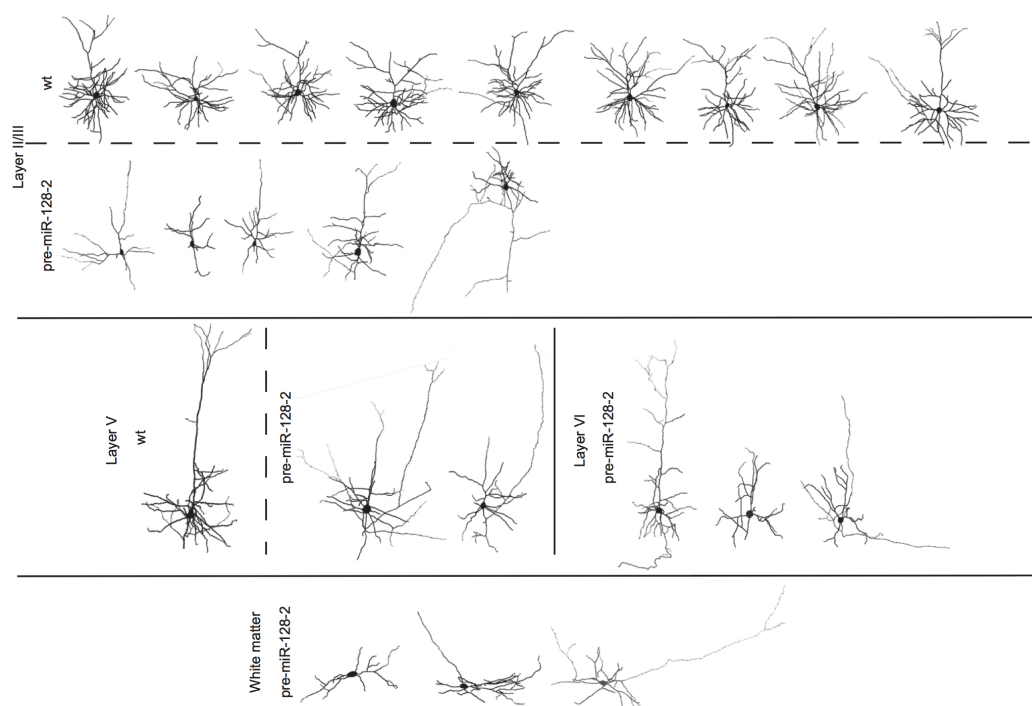 Layer II/III
wt
pre-miR-128-2
Layer V
wt
pre-miR-128-2
Layer VI
pre-miR-128-2
White matter
pre-miR-128-2